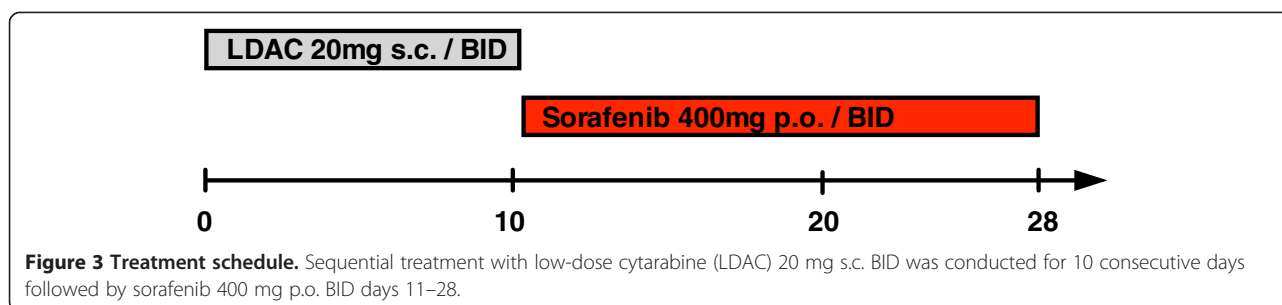 LDAC 20mg s.c. / BID
Sorafenib 400mg p.o. / BID
0 10 20 28
Figure 3 Treatment schedule. Sequential treatment with low-dose cytarabine (LDAC) 20 mg s.c. BID was conducted for 10 consecutive days
followed by sorafenib 400 mg p.o. BID days 11–28.